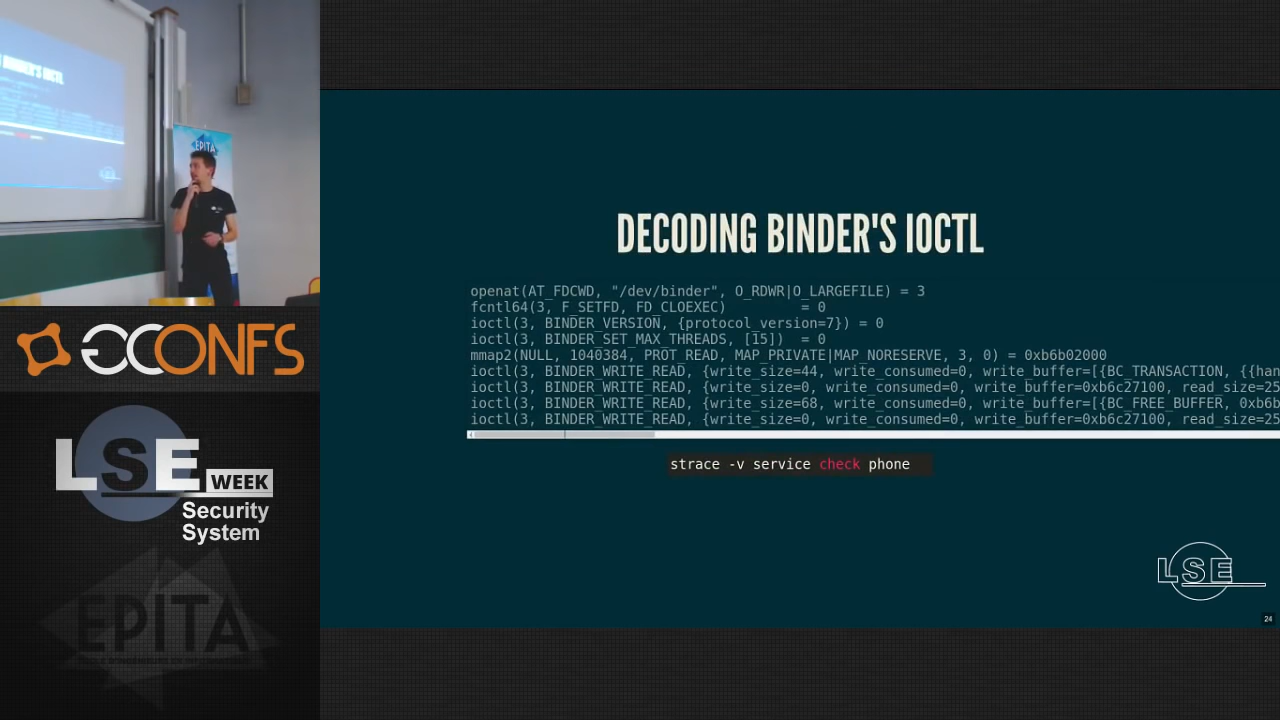 BINDER'S IOCTL
EPITA
CONFS
LSE WEEK
Security
System
EPITA
DECODING BINDER'S IOCTL
openat(AT_FDCWD, "/dev/binder", O_RDWR|O_LARGEFILE) = 3
fcntl64(3, F_SETFD, FD_CLOEXEC)         = 0
ioctl(3, BINDER_VERSION, {protocol_version=7}) = 0
ioctl(3, BINDER_SET_MAX_THREADS, [15])  = 0
mmap2(NULL, 1040384, PROT_READ, MAP_PRIVATE|MAP_NORESERVE, 3, 0) = 0xb6b02000
ioctl(3, BINDER_WRITE_READ, {write_size=44, write_consumed=0, write_buffer=[{BC_TRANSACTION, {{han
ioctl(3, BINDER_WRITE_READ, {write_size=0, write_consumed=0, write_buffer=0xb6c27100, read_size=25
ioctl(3, BINDER_WRITE_READ, {write_size=68, write_consumed=0, write_buffer=[{BC_FREE_BUFFER, 0xb6b
ioctl(3, BINDER_WRITE_READ, {write_size=0, write_consumed=0, write_buffer=0xb6c27100, read_size=25
strace -v service check phone
LSE
24